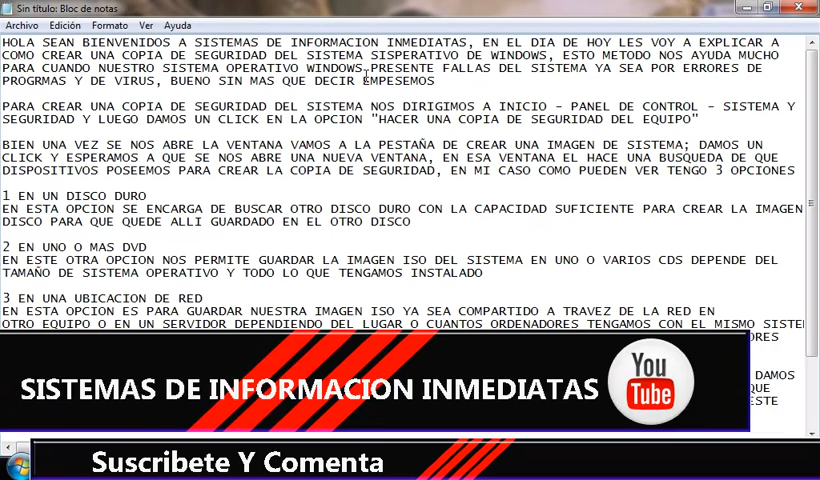 Sin título: Bloc de notas
Archivo Edición Formato Ver Ayuda
HOLA SEAN BIENVENIDOS A SISTEMAS DE INFORMACION INMEDIATAS, EN EL DIA DE HOY LES VOY A EXPLICAR A
COMO CREAR UNA COPIA DE SEGURIDAD DEL SISTEMA SISPERATIVO DE WINDOWS, ESTO METODO NOS AYUDA MUCHO
PARA CUANDO NUESTRO SISTEMA OPERATIVO WINDOWS,PRESENTE FALLAS DEL SISTEMA YA SEA POR ERRORES DE
PROGRMAS Y DE VIRUS, BUENO SIN MAS QUE DECIR EMPESEMOS
PARA CREAR UNA COPIA DE SEGURIDAD DEL SISTEMA NOS DIRIGIMOS A INICIO - PANEL DE CONTROL - SISTEMA Y
SEGURIDAD Y LUEGO DAMOS UN CLICK EN LA OPCION "HACER UNA COPIA DE SEGURIDAD DEL EQUIPO"
BIEN UNA VEZ SE NOS ABRE LA VENTANA VAMOS A LA PESTAÑA DE CREAR UNA IMAGEN DE SISTEMA; DAMOS UN
CLICK Y ESPERAMOS A QUE SE NOS ABRE UNA NUEVA VENTANA, EN ESA VENTANA EL HACE UNA BUSQUEDA DE QUE
DISPOSITIVOS POSEEMOS PARA CREAR LA COPIA DE SEGURIDAD, EN MI CASO COMO PUEDEN VER TENGO 3 OPCIONES
1 EN UN DISCO DURO
EN ESTA OPCION SE ENCARGA DE BUSCAR OTRO DISCO DURO CON LA CAPACIDAD SUFICIENTE PARA CREAR LA IMAGEN
DISCO PARA QUE QUEDE ALLI GUARDADO EN EL OTRO DISCO
2 EN UNO O MAS DVD
EN ESTE OTRA OPCION NOS PERMITE GUARDAR LA IMAGEN ISO DEL SISTEMA EN UNO O VARIOS CDS DEPENDE DEL
TAMAÑO DE SISTEMA OPERATIVO Y TODO LO QUE TENGAMOS INSTALADO
3 EN UNA UBICACION DE RED
EN ESTA OPCION ES PARA GUARDAR NUESTRA IMAGEN ISO YA SEA COMPARTIDO A TRAVEZ DE LA RED EN
OTRO EQUIPO O EN UN SERVIDOR DEPENDIENDO DEL LUGAR O CUANTOS ORDENADORES TENGAMOS CON EL MISMO SISTE
ORES
DAMOS
QUE
ESTE
SISTEMAS DE INFORMACION INMEDIATAS
You
Tube
Suscribete Y Comenta